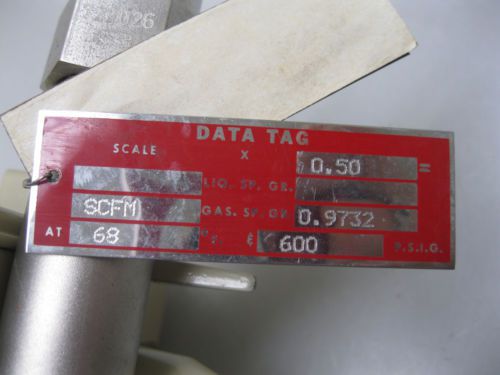 DATA TAG
SCALE X 0.50 =
LIQ. SP. GR.
SCFM GAS. SP. GR. 0.9732
AT 68 °F. & 600 P.S.I.G.